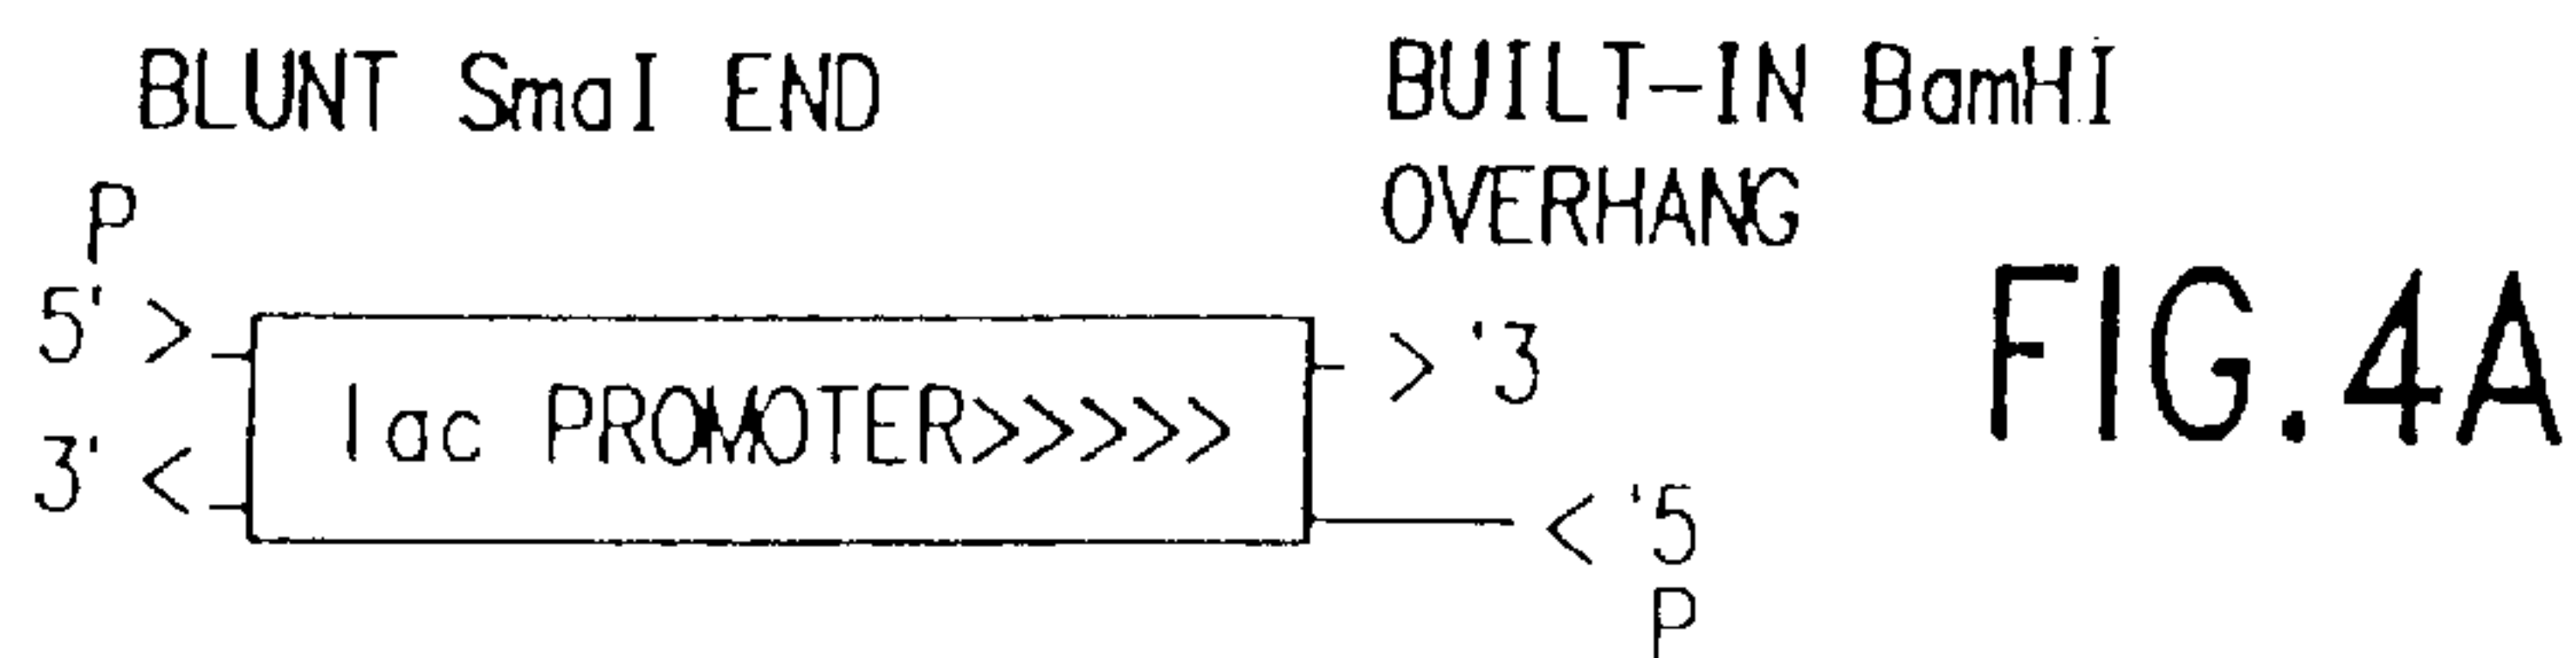 BLUNT SmaI END
BUILT-IN BamHI
OVERHANG
P
5' >
> '3
lac PROMOTER>>>>>
3' <
< '5
P
FIG.4A